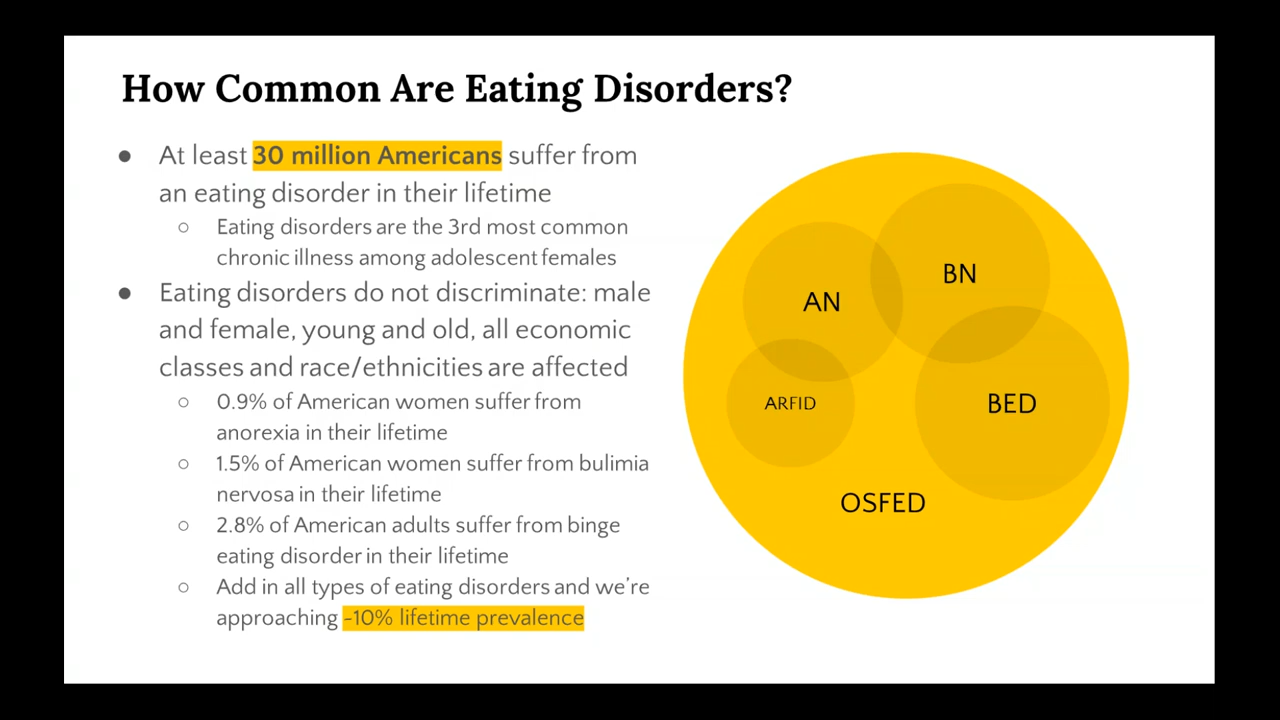 How Common Are Eating Disorders?
● At least 30 million Americans suffer from
an eating disorder in their lifetime
○ Eating disorders are the 3rd most common
chronic illness among adolescent females
● Eating disorders do not discriminate: male
and female, young and old, all economic
classes and race/ethnicities are affected
○ 0.9% of American women suffer from
anorexia in their lifetime
○ 1.5% of American women suffer from bulimia
nervosa in their lifetime
○ 2.8% of American adults suffer from binge
eating disorder in their lifetime
○ Add in all types of eating disorders and we’re
approaching ~10% lifetime prevalence
BN
AN
ARFID
BED
OSFED